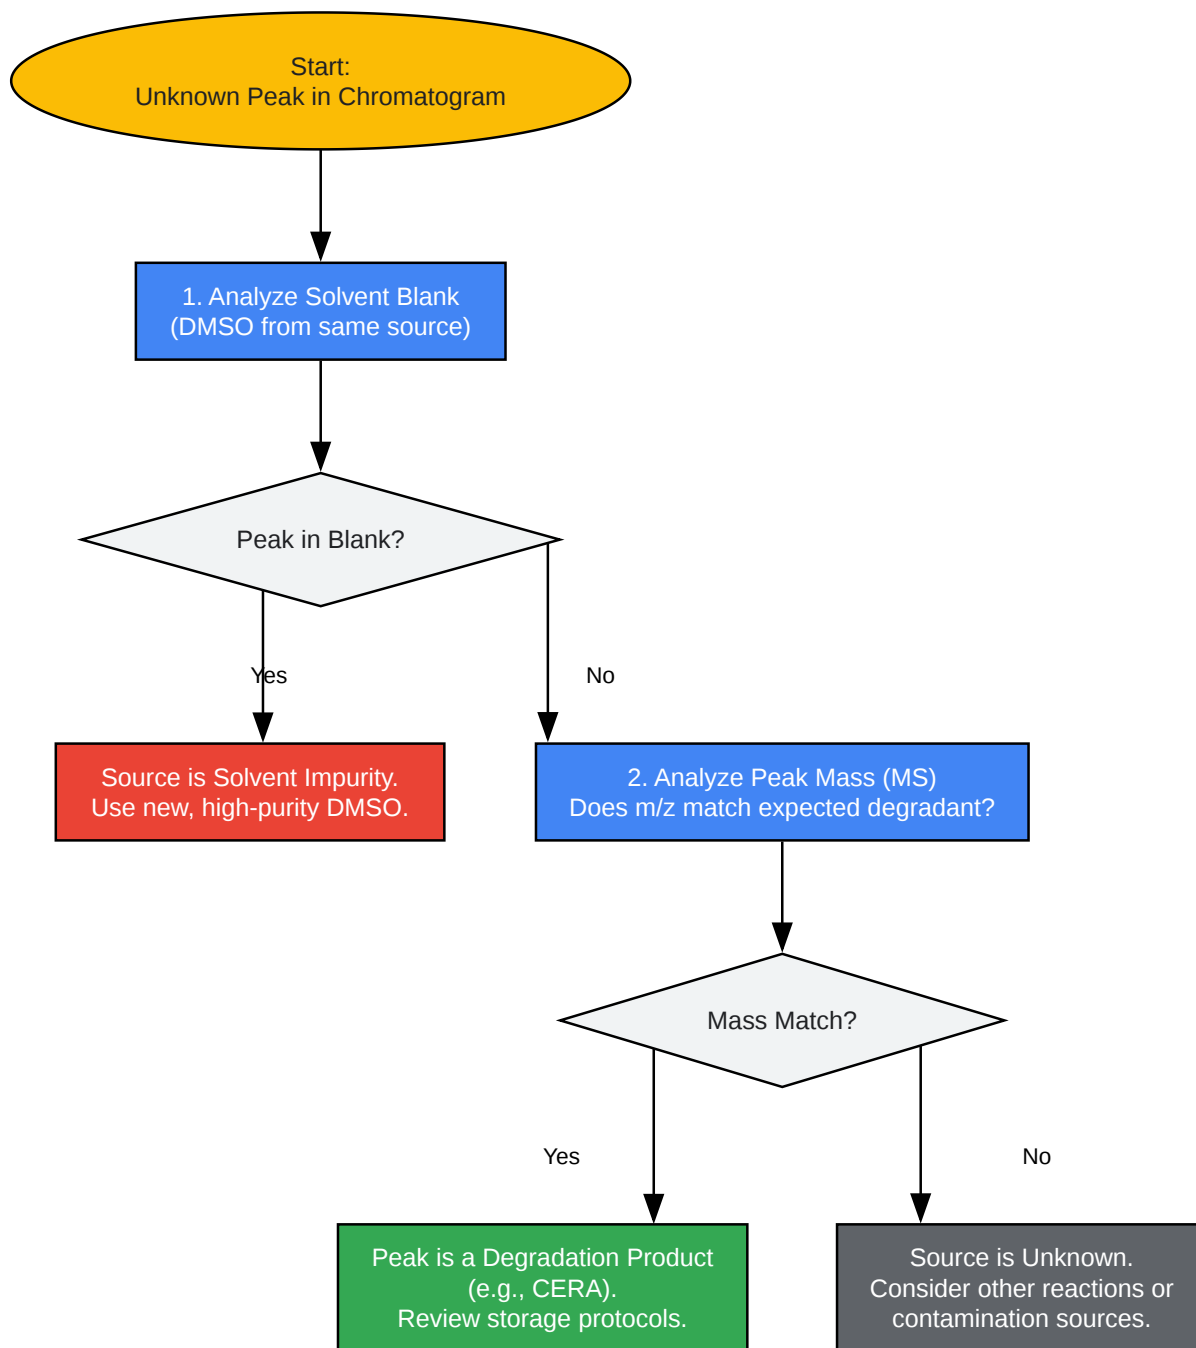 Start:
Unknown Peak in Chromatogram
1. Analyze Solvent Blank
(DMSO from same source)
Peak in Blank?
Yes
No
Source is Solvent Impurity.
Use new, high-purity DMSO.
2. Analyze Peak Mass (MS)
Does m/z match expected degradant?
Mass Match?
Yes
No
Peak is a Degradation Product
(e.g., CERA).
Review storage protocols.
Source is Unknown.
Consider other reactions or
contamination sources.